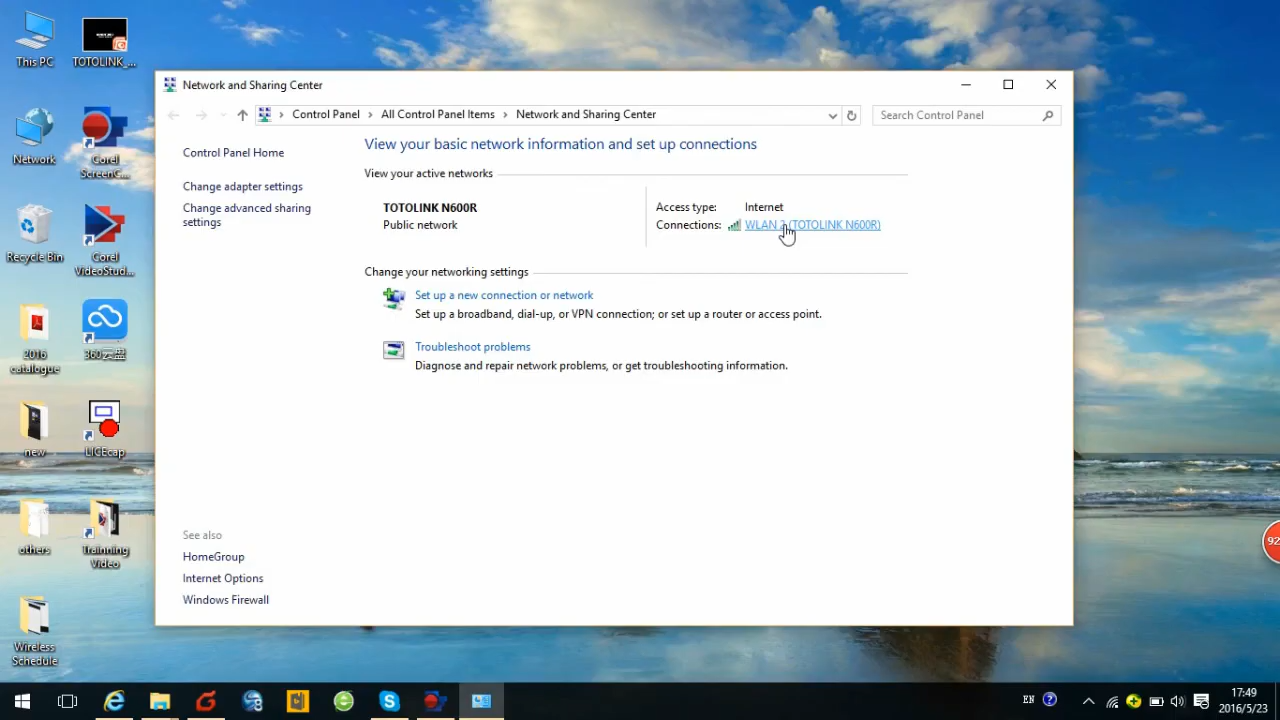 This PC
TOTOLINK_...
Network
Corel
ScreenC...
Recycle Bin
Corel
VideoStud...
2016
catalogue
360云盘
new
LICEcap
others
Trainning
Video
Wireless
Schedule
Network and Sharing Center
Control Panel > All Control Panel Items > Network and Sharing Center
Search Control Panel
Control Panel Home
Change adapter settings
Change advanced sharing
settings
See also
HomeGroup
Internet Options
Windows Firewall
View your basic network information and set up connections
View your active networks
TOTOLINK N600R
Public network
Access type: Internet
Connections: WLAN 2 (TOTOLINK N600R)
Change your networking settings
Set up a new connection or network
Set up a broadband, dial-up, or VPN connection; or set up a router or access point.
Troubleshoot problems
Diagnose and repair network problems, or get troubleshooting information.
92
EN
17:49
2016/5/23